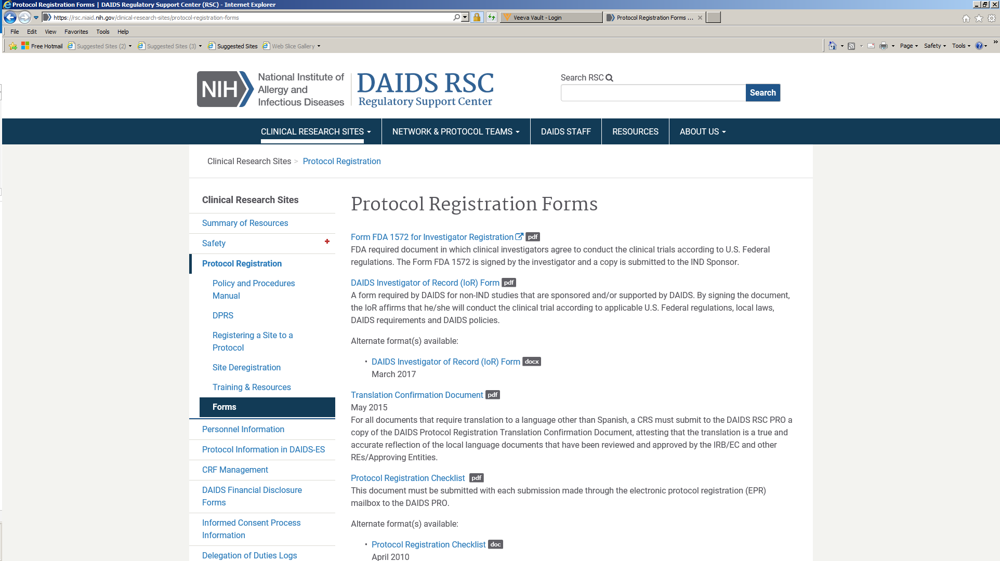 Protocol Registration Forms | DAIDS Regulatory Support Center (RSC) - Internet Explorer
https://rsc.niaid.nih.gov/clinical-research-sites/protocol-registration-forms
Veeva Vault - Login
Protocol Registration Forms ...
File Edit View Favorites Tools Help
Free Hotmail Suggested Sites (2) Suggested Sites (3) Suggested Sites Web Slice Gallery
Page Safety Tools
NIH
National Institute of
Allergy and
Infectious Diseases
DAIDS RSC
Regulatory Support Center
Search RSC
Search
CLINICAL RESEARCH SITES
NETWORK & PROTOCOL TEAMS
DAIDS STAFF
RESOURCES
ABOUT US
Clinical Research Sites > Protocol Registration
Clinical Research Sites
Summary of Resources
Safety
Protocol Registration
Policy and Procedures
Manual
DPRS
Registering a Site to a
Protocol
Site Deregistration
Training & Resources
Forms
Personnel Information
Protocol Information in DAIDS-ES
CRF Management
DAIDS Financial Disclosure
Forms
Informed Consent Process
Information
Delegation of Duties Logs
Protocol Registration Forms
Form FDA 1572 for Investigator Registration pdf
FDA required document in which clinical investigators agree to conduct the clinical trials according to U.S. Federal
regulations. The Form FDA 1572 is signed by the investigator and a copy is submitted to the IND Sponsor.
DAIDS Investigator of Record (IoR) Form pdf
A form required by DAIDS for non-IND studies that are sponsored and/or supported by DAIDS. By signing the document,
the IoR affirms that he/she will conduct the clinical trial according to applicable U.S. Federal regulations, local laws,
DAIDS requirements and DAIDS policies.
Alternate format(s) available:
• DAIDS Investigator of Record (IoR) Form docx
March 2017
Translation Confirmation Document pdf
May 2015
For all documents that require translation to a language other than Spanish, a CRS must submit to the DAIDS RSC PRO a
copy of the DAIDS Protocol Registration Translation Confirmation Document, attesting that the translation is a true and
accurate reflection of the local language documents that have been reviewed and approved by the IRB/EC and other
REs/Approving Entities.
Protocol Registration Checklist pdf
This document must be submitted with each submission made through the electronic protocol registration (EPR)
mailbox to the DAIDS PRO.
Alternate format(s) available:
• Protocol Registration Checklist doc
April 2010